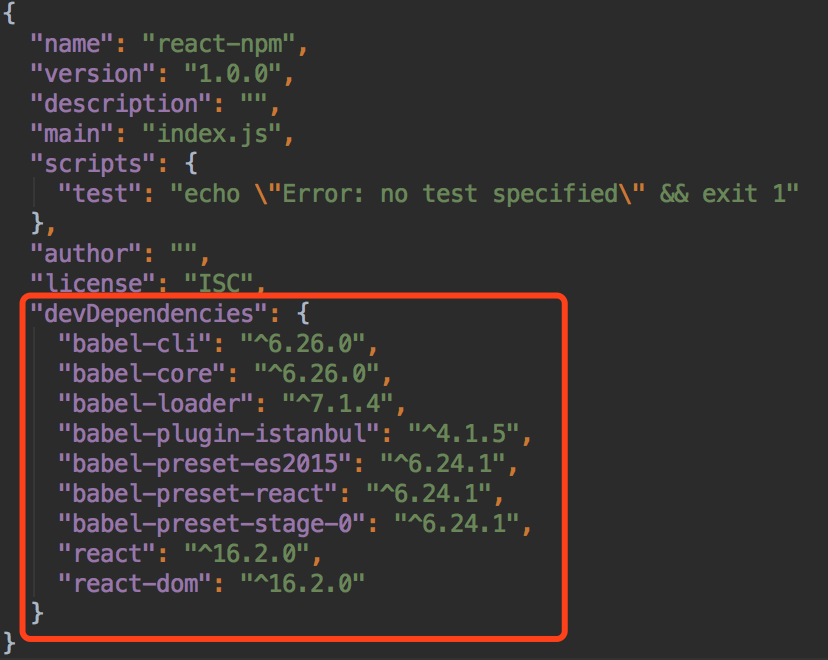 {
"name": "react-npm",
"version": "1.0.0",
"description": "",
"main": "index.js",
"scripts": {
"test": "echo \"Error: no test specified\" && exit 1"
},
"author": "",
"license": "ISC",
"devDependencies": {
"babel-cli": "^6.26.0",
"babel-core": "^6.26.0",
"babel-loader": "^7.1.4",
"babel-plugin-istanbul": "^4.1.5",
"babel-preset-es2015": "^6.24.1",
"babel-preset-react": "^6.24.1",
"babel-preset-stage-0": "^6.24.1",
"react": "^16.2.0",
"react-dom": "^16.2.0"
}
}